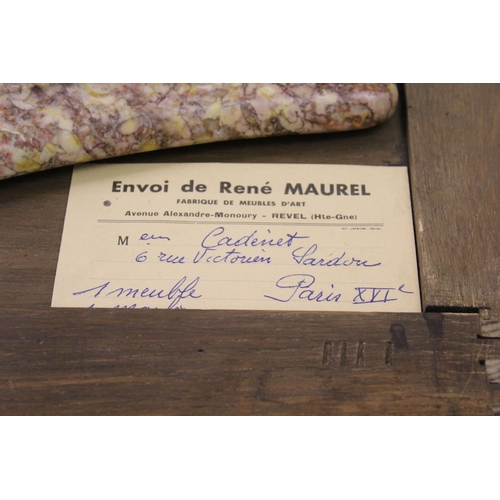 Envoi de René MAUREL
FABRIQUE DE MEUBLES D'ART
Avenue Alexandre-Monoury - REVEL (Hte-Gne)
M Cadenet
6 rue Victorien Sardou
1 meuble Paris XVIe